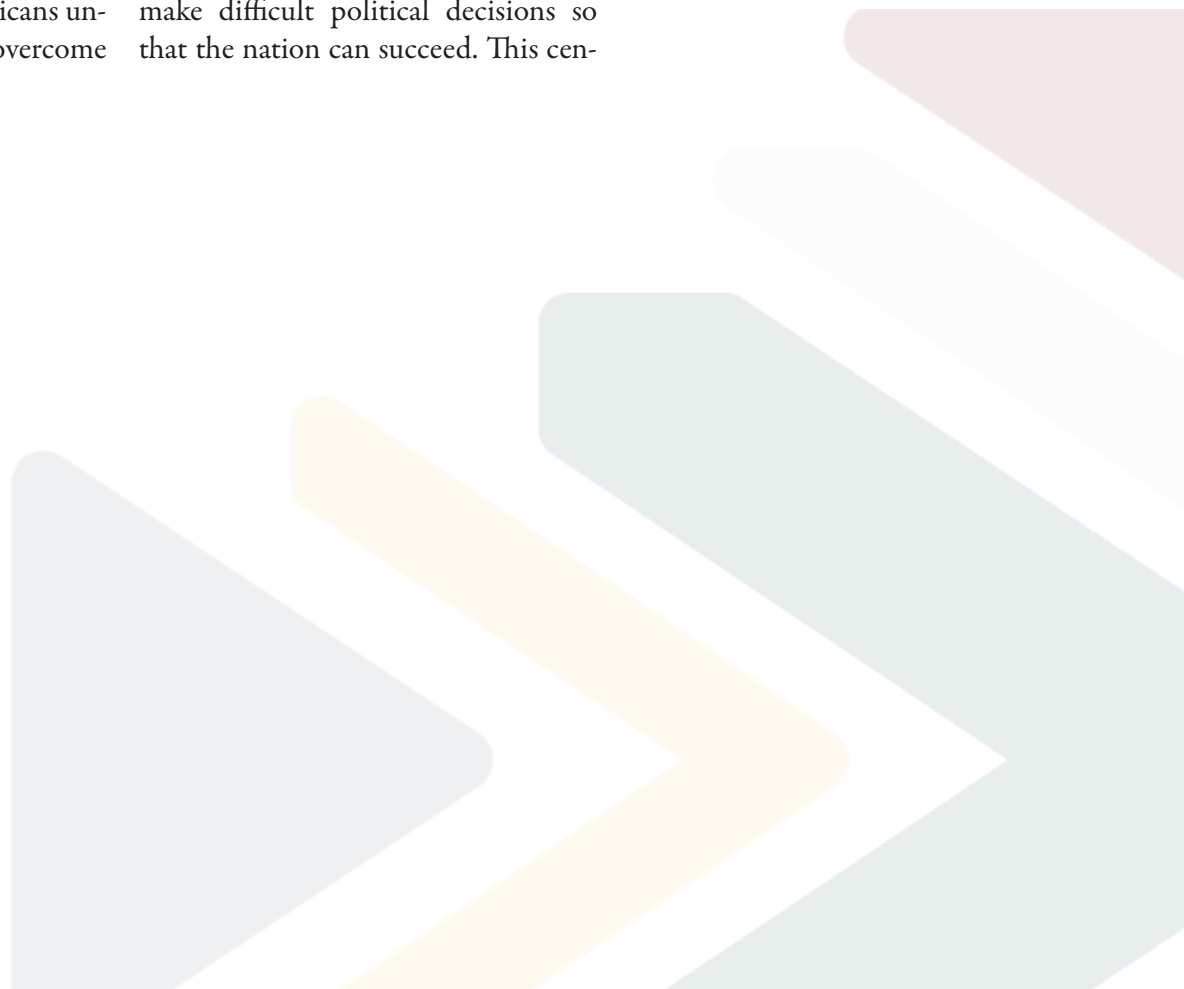 icans un-
overcome
make difficult political decisions so
that the nation can succeed. This cen-